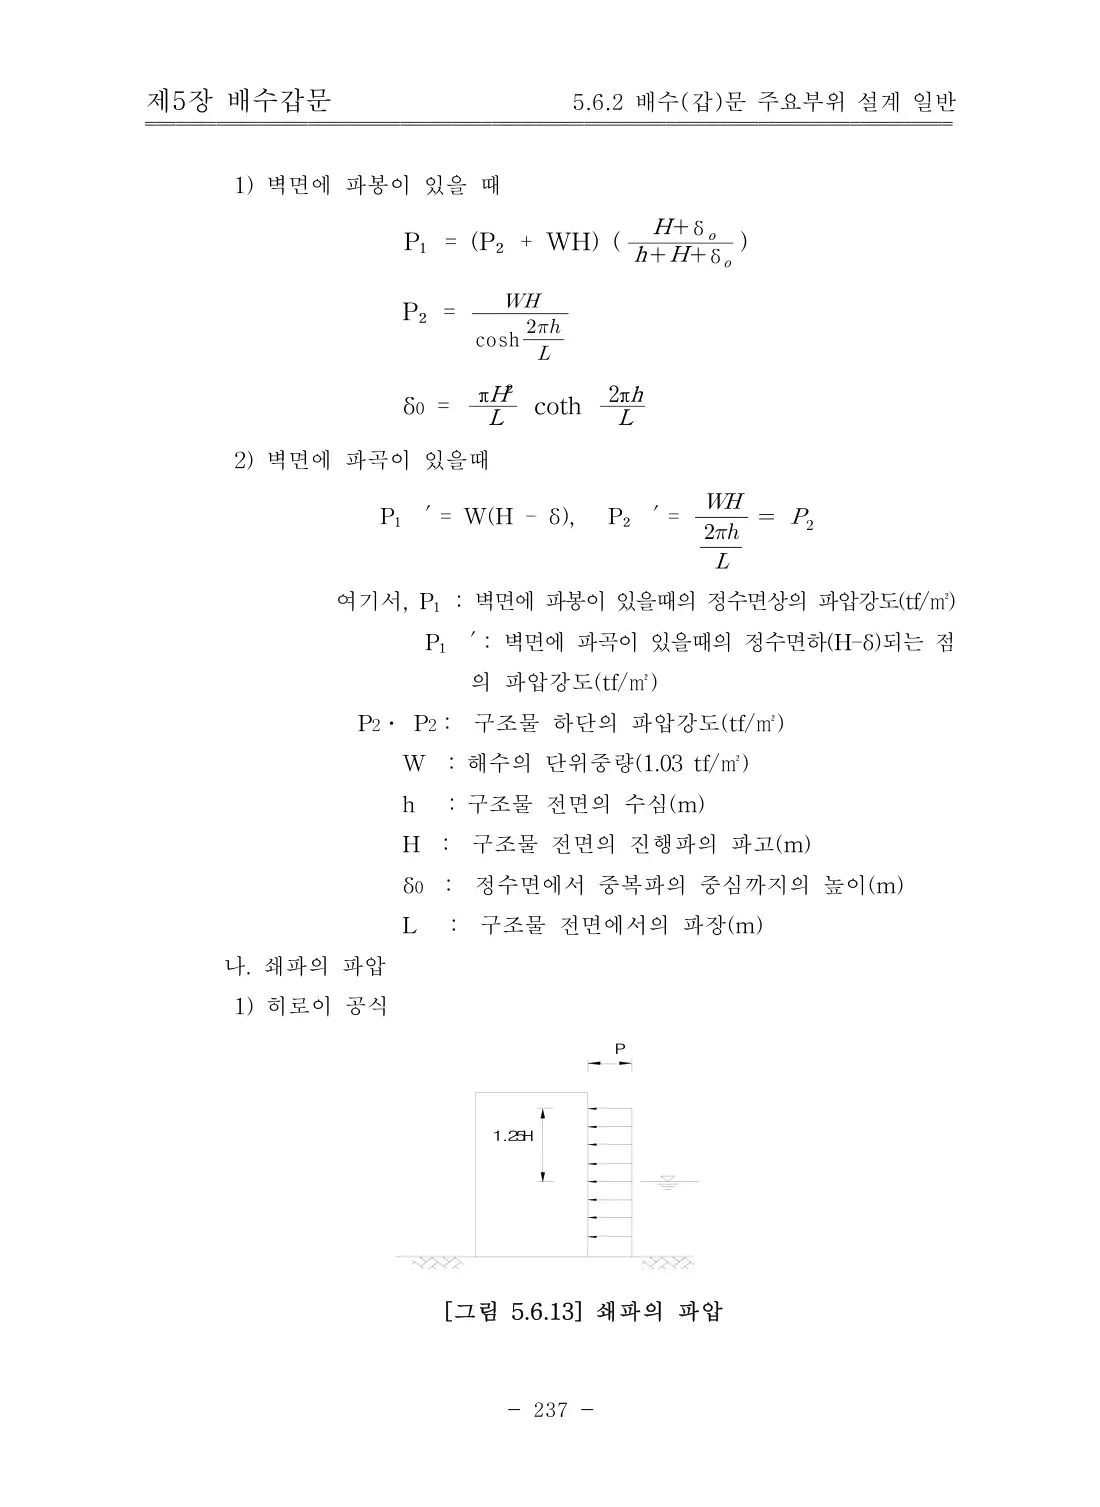 제5장 배수갑문 5.6.2 배수(갑)문 주요부위 설계 일반
1) 벽면에 파봉이 있을 때
P₁ = (P₂ + WH) ( \frac{H+δ_o}{h+H+δ_o} )
P₂ = \frac{WH}{cosh \frac{2πh}{L}}
δ0 = \frac{πH²}{L} coth \frac{2πh}{L}
2) 벽면에 파곡이 있을때
P₁ ′= W(H - δ), P₂ ′= \frac{WH}{\frac{2πh}{L}} = P₂
여기서, P₁ : 벽면에 파봉이 있을때의 정수면상의 파압강도(tf/㎡)
P₁ ′: 벽면에 파곡이 있을때의 정수면하(H-δ)되는 점
의 파압강도(tf/㎡)
P2 · P2 : 구조물 하단의 파압강도(tf/㎡)
W : 해수의 단위중량(1.03 tf/㎡)
h : 구조물 전면의 수심(m)
H : 구조물 전면의 진행파의 파고(m)
δ0 : 정수면에서 중복파의 중심까지의 높이(m)
L : 구조물 전면에서의 파장(m)
나. 쇄파의 파압
1) 히로이 공식
P
1.25H
[그림 5.6.13] 쇄파의 파압
- 237 -